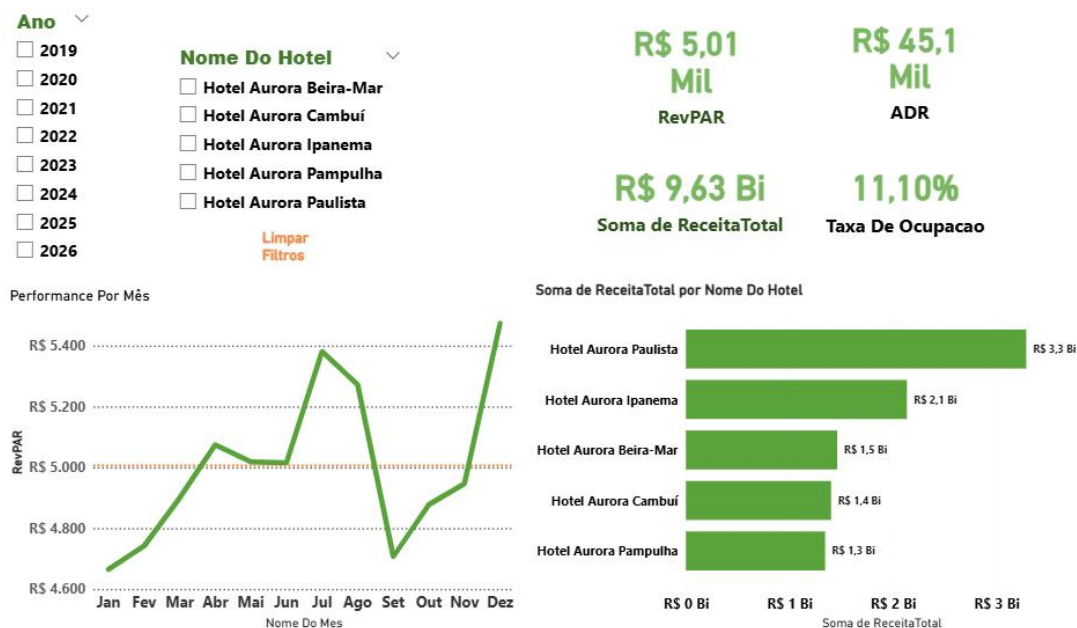 Ano
2019
2020
2021
2022
2023
2024
2025
2026
Nome Do Hotel
Hotel Aurora Beira-Mar
Hotel Aurora Cambuí
Hotel Aurora Ipanema
Hotel Aurora Pampulha
Hotel Aurora Paulista
Limpar
Filtros
R$ 5,01
Mil
RevPAR
R$ 45,1
Mil
ADR
R$ 9,63 Bi
Soma de ReceitaTotal
11,10%
Taxa De Ocupacao
Performance Por Mês
RevPAR
R$ 5.400
R$ 5.200
R$ 5.000
R$ 4.800
R$ 4.600
Jan Fev Mar Abr Mai Jun Jul Ago Set Out Nov Dez
Nome Do Mes
Soma de ReceitaTotal por Nome Do Hotel
Hotel Aurora Paulista R$ 3,3 Bi
Hotel Aurora Ipanema R$ 2,1 Bi
Hotel Aurora Beira-Mar R$ 1,5 Bi
Hotel Aurora Cambuí R$ 1,4 Bi
Hotel Aurora Pampulha R$ 1,3 Bi
R$ 0 Bi R$ 1 Bi R$ 2 Bi R$ 3 Bi
Soma de ReceitaTotal